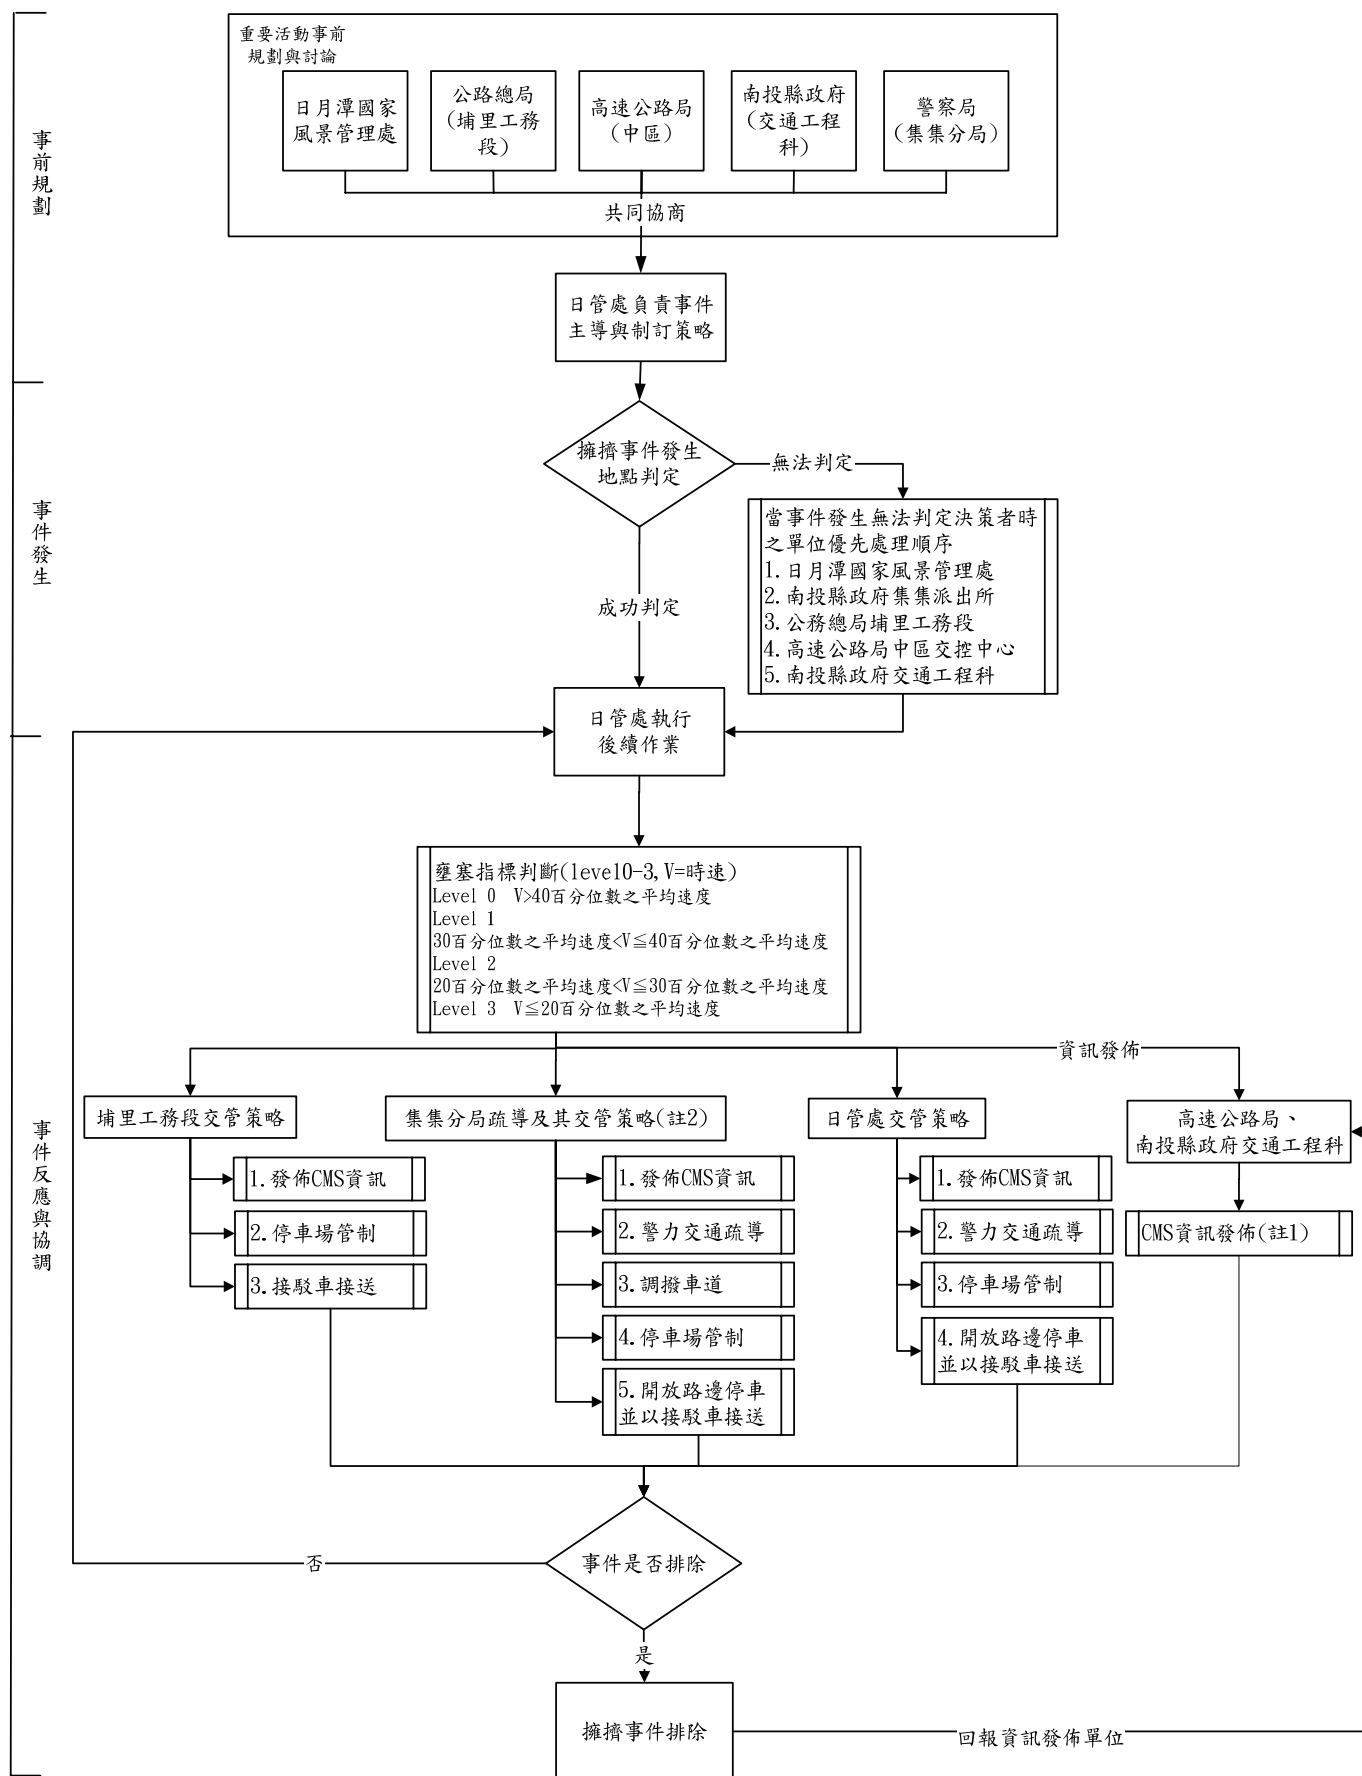 重要活動事前
規劃與討論
日月潭國家
風景管理處
公路總局
(埔里工務
段)
高速公路局
(中區)
南投縣政府
(交通工程
科)
警察局
(集集分局)
共同協商
事前規劃
日管處負責事件
主導與制訂策略
擁擠事件發生
地點判定
無法判定
當事件發生無法判定決策者時
之單位優先處理順序
1.日月潭國家風景管理處
2.南投縣政府集集派出所
3.公務總局埔里工務段
4.高速公路局中區交控中心
5.南投縣政府交通工程科
事件發生
成功判定
日管處執行
後續作業
壅塞指標判斷(level0-3,V=時速)
Level 0 V>40百分位數之平均速度
Level 1
30百分位數之平均速度<V≦40百分位數之平均速度
Level 2
20百分位數之平均速度<V≦30百分位數之平均速度
Level 3 V≦20百分位數之平均速度
資訊發佈
事件反應與協調
埔里工務段交管策略
1.發佈CMS資訊
2.停車場管制
3.接駁車接送
集集分局疏導及其交管策略(註2)
1.發佈CMS資訊
2.警力交通疏導
3.調撥車道
4.停車場管制
5.開放路邊停車
並以接駁車接送
日管處交管策略
1.發佈CMS資訊
2.警力交通疏導
3.停車場管制
4.開放路邊停車
並以接駁車接送
高速公路局、
南投縣政府交通工程科
CMS資訊發佈(註1)
事件是否排除
否
是
擁擠事件排除
回報資訊發佈單位